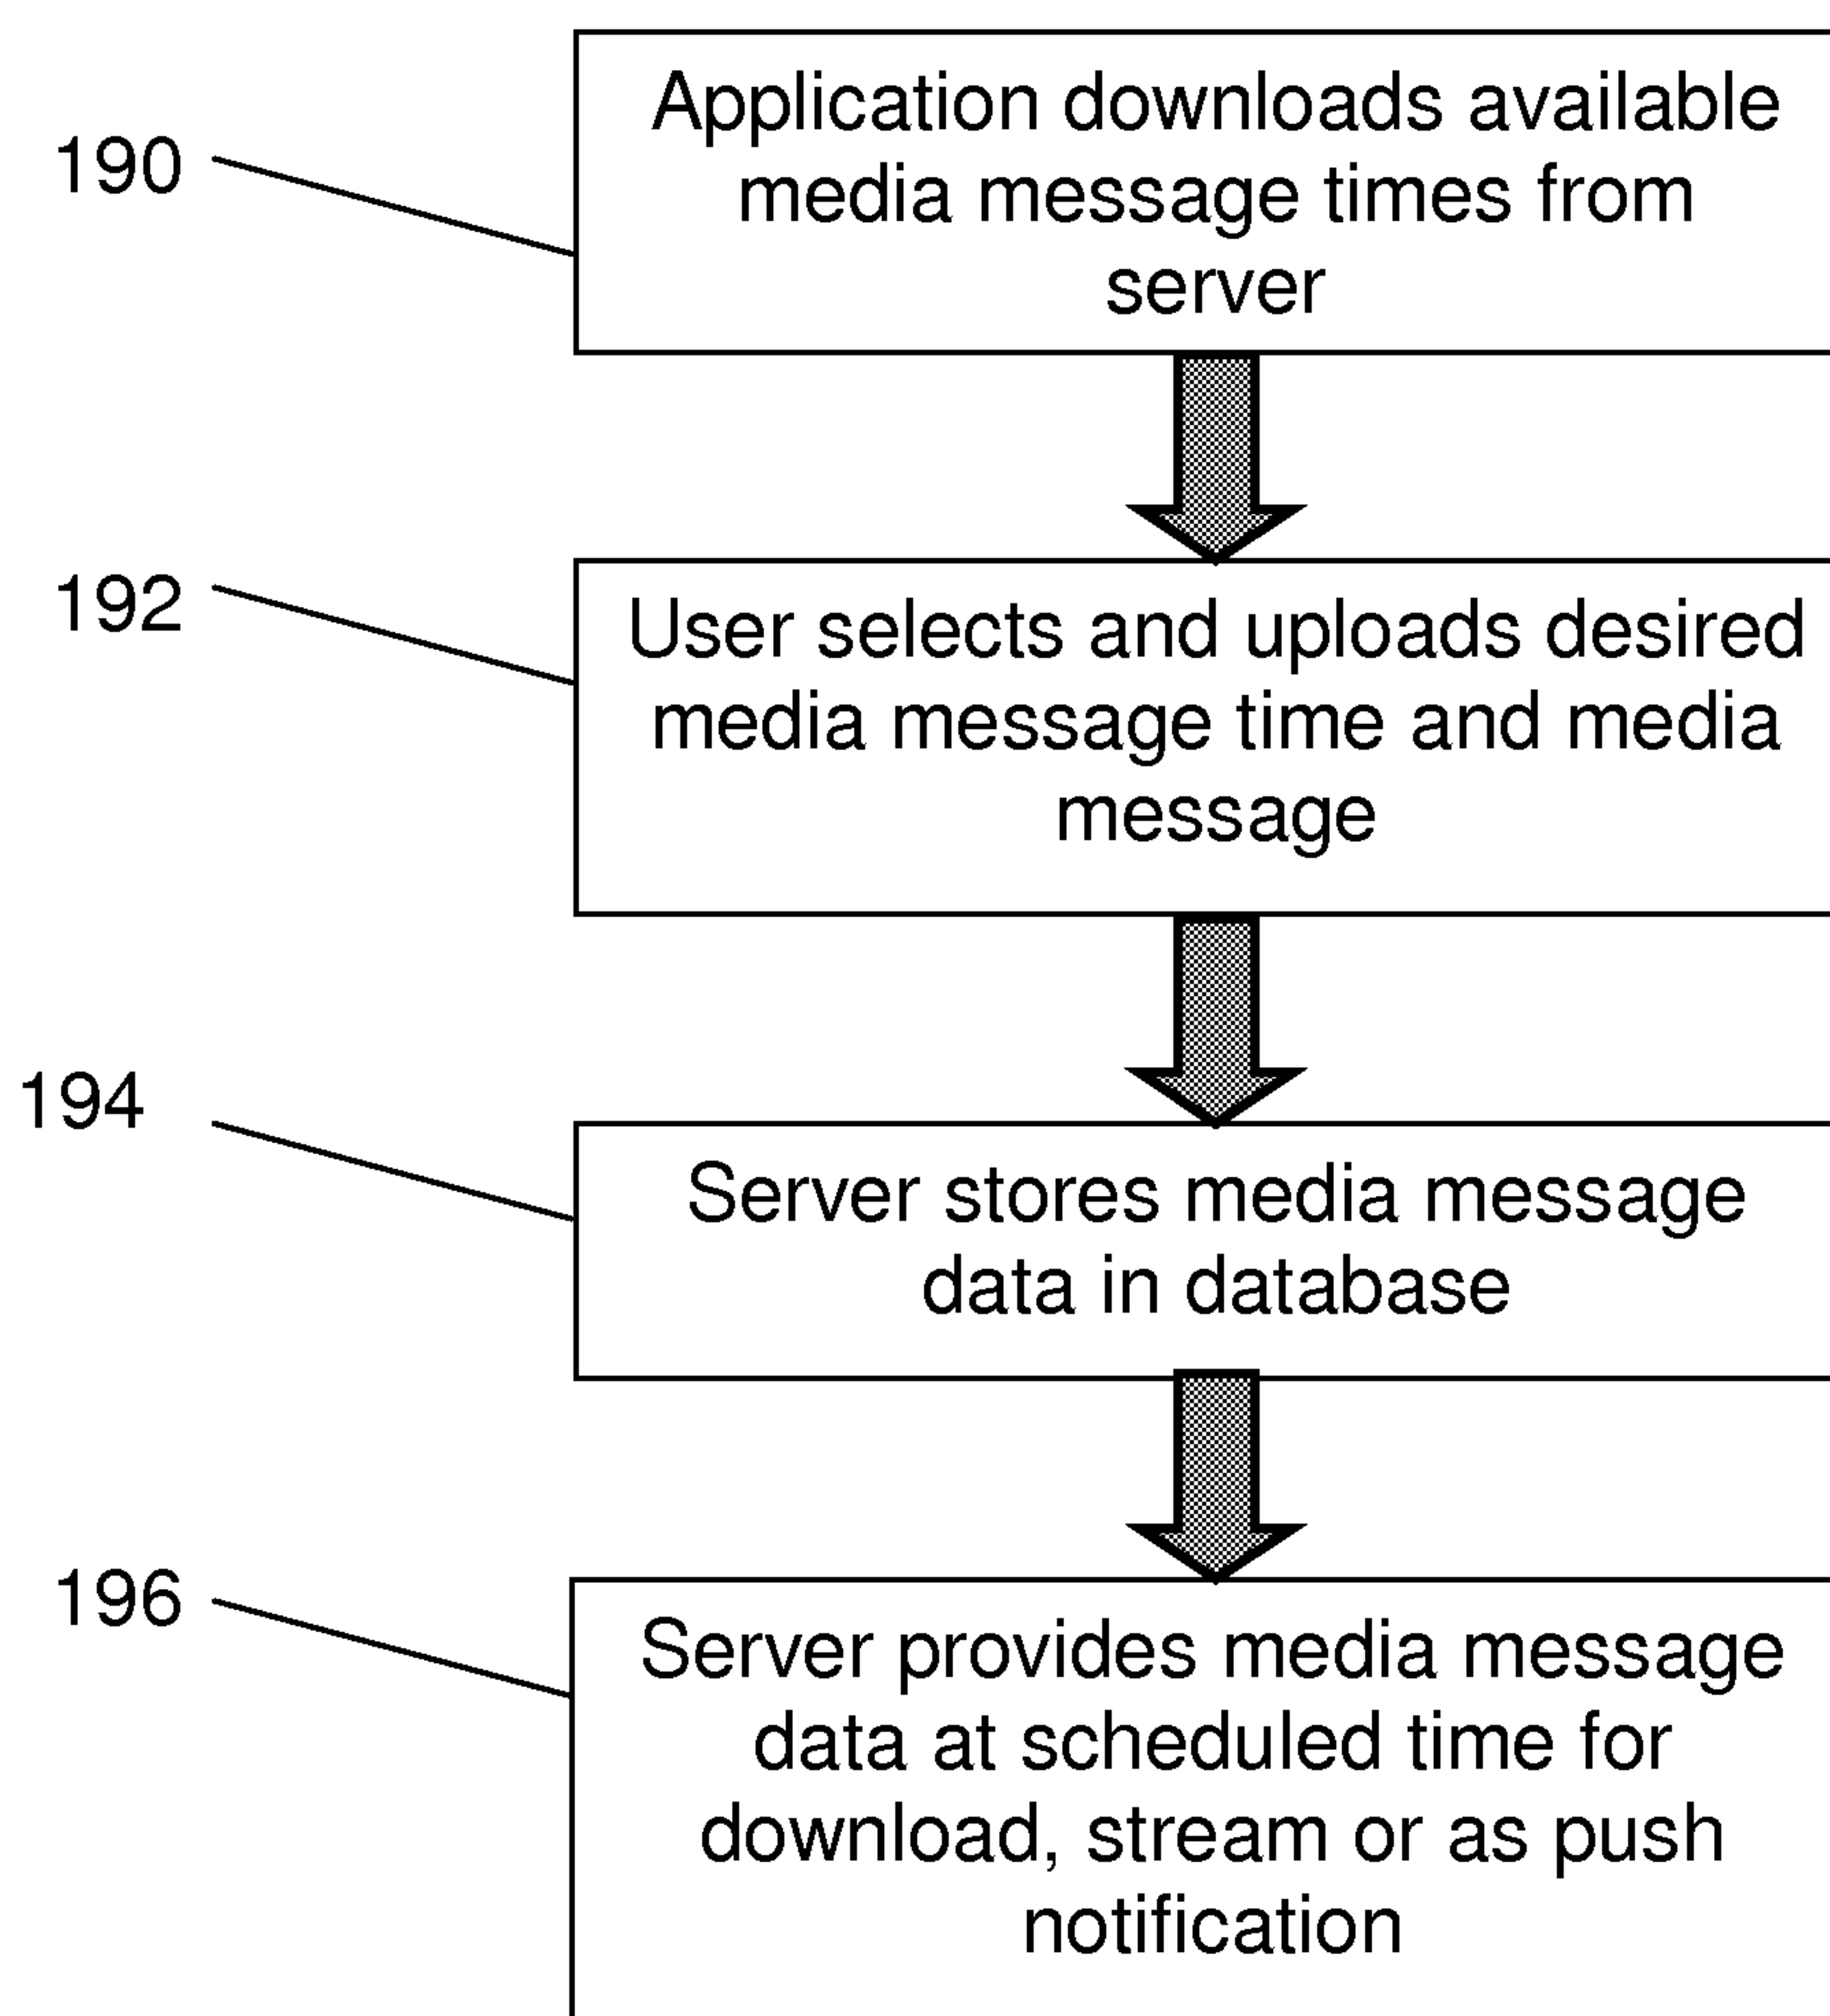 190
Application downloads available
media message times from
server
192
User selects and uploads desired
media message time and media
message
194
Server stores media message
data in database
196
Server provides media message
data at scheduled time for
download, stream or as push
notification